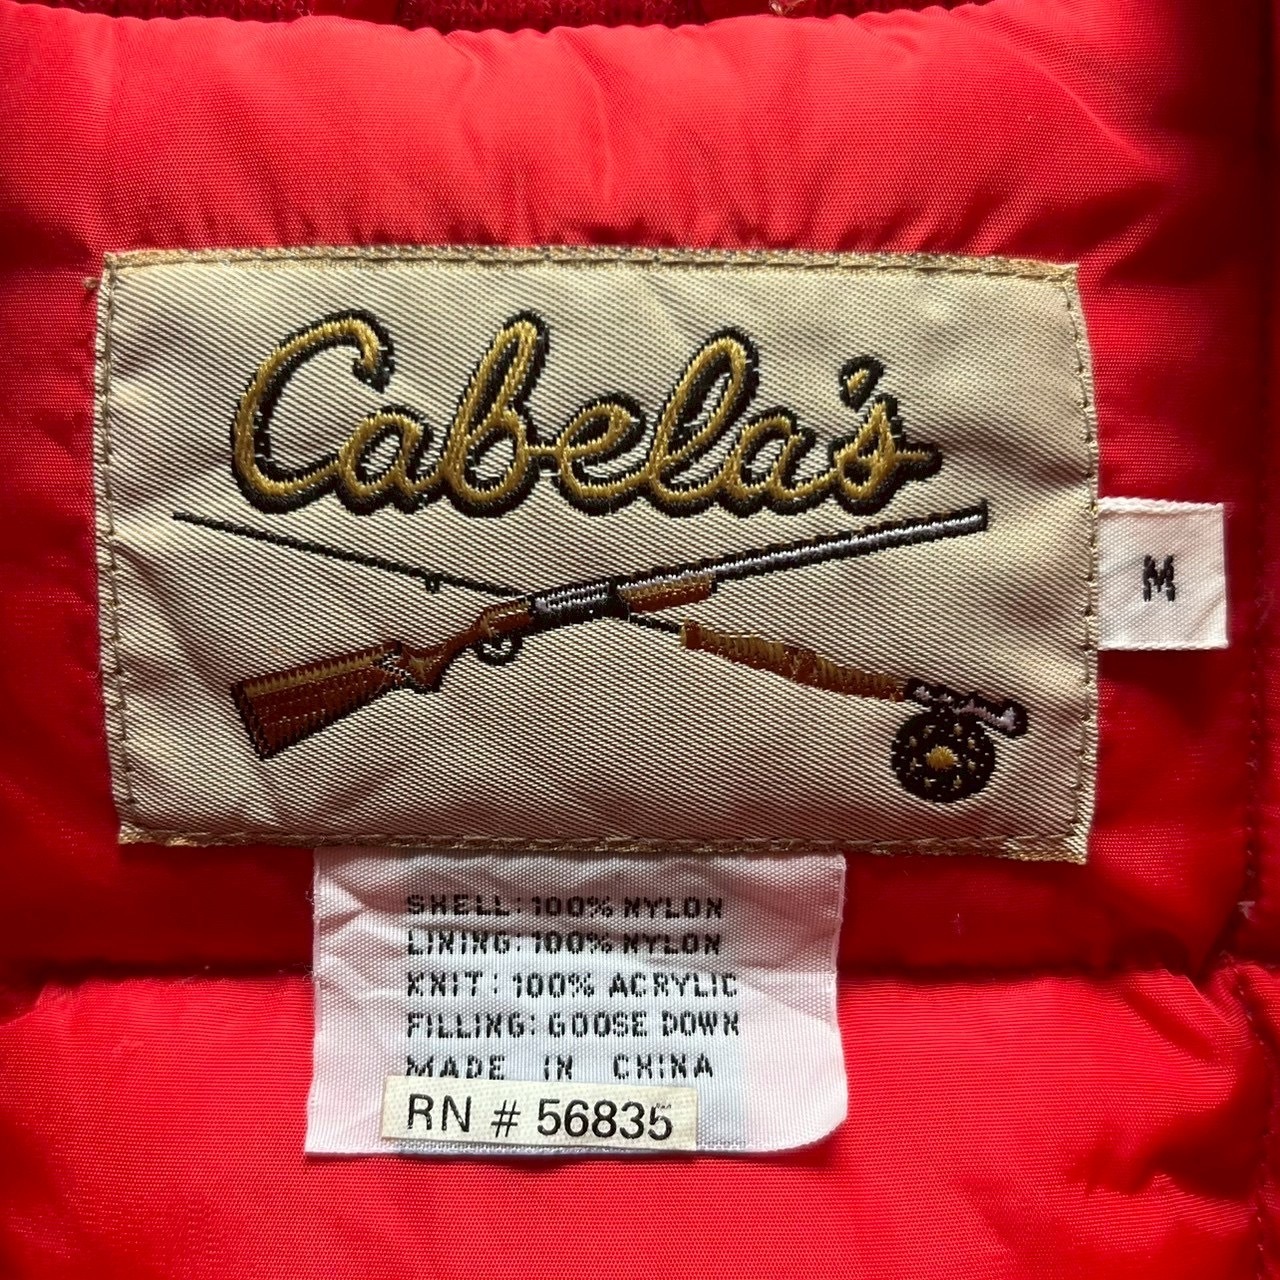 Cabela's
M
SHELL: 100% NYLON
LINING: 100% NYLON
KNIT: 100% ACRYLIC
FILLING: GOOSE DOWN
MADE IN CHINA
RN # 56835